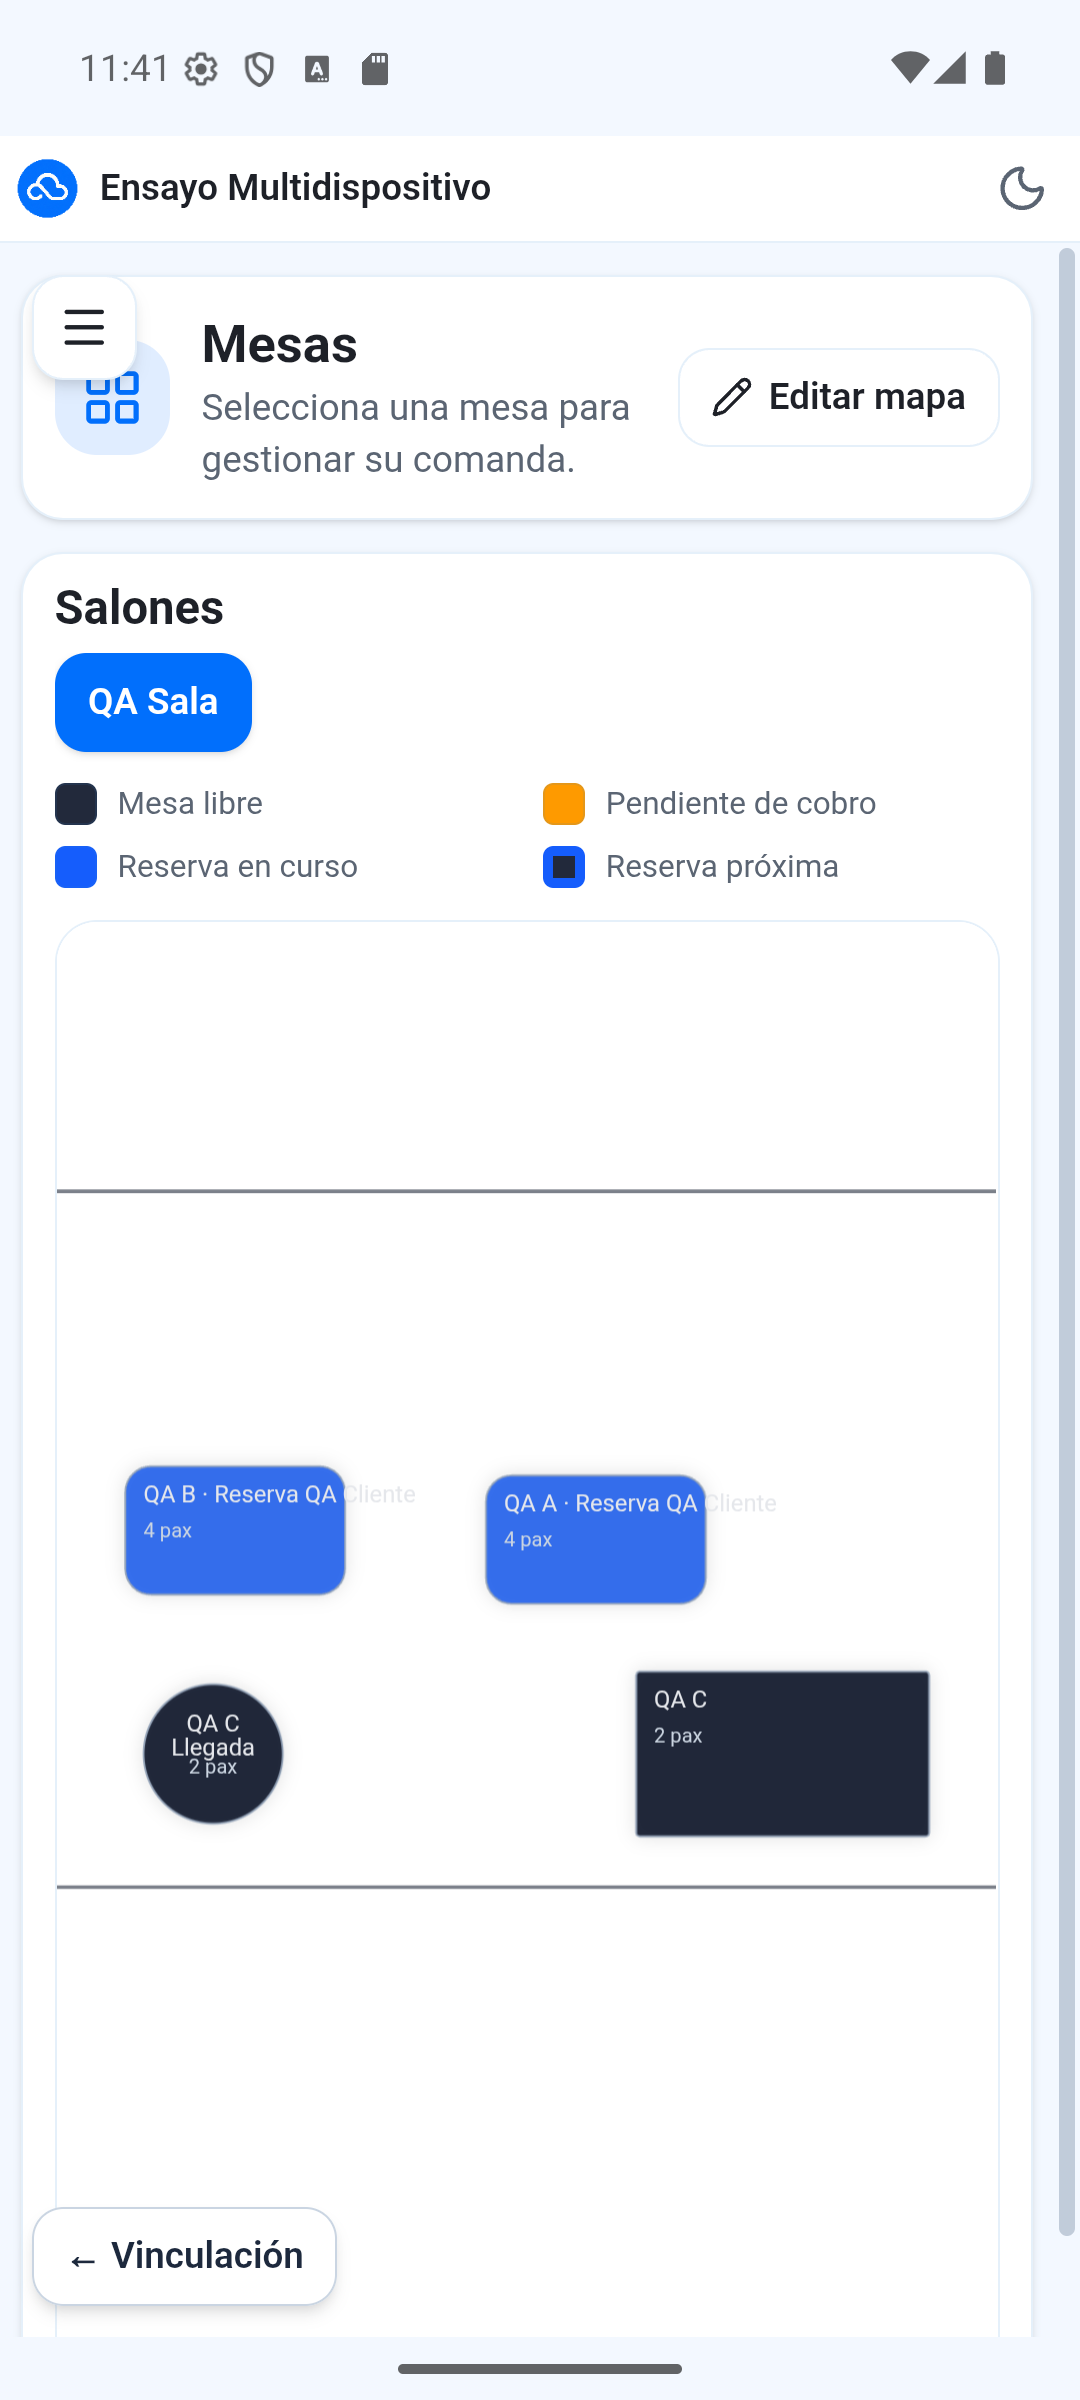 11:41
Ensayo Multidispositivo
Mesas
Selecciona una mesa para
gestionar su comanda.
Editar mapa
Salones
QA Sala
Mesa libre
Pendiente de cobro
Reserva en curso
Reserva próxima
QA B · Reserva QA Cliente
4 pax
QA A · Reserva QA Cliente
4 pax
QA C
Llegada
2 pax
QA C
2 pax
← Vinculación